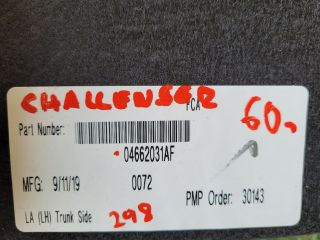 CHALLENGER
FCA
60.-
Part Number:
04662031AF
MFG: 9/11/19 0072 PMP Order: 30143
LA (LH) Trunk Side 298